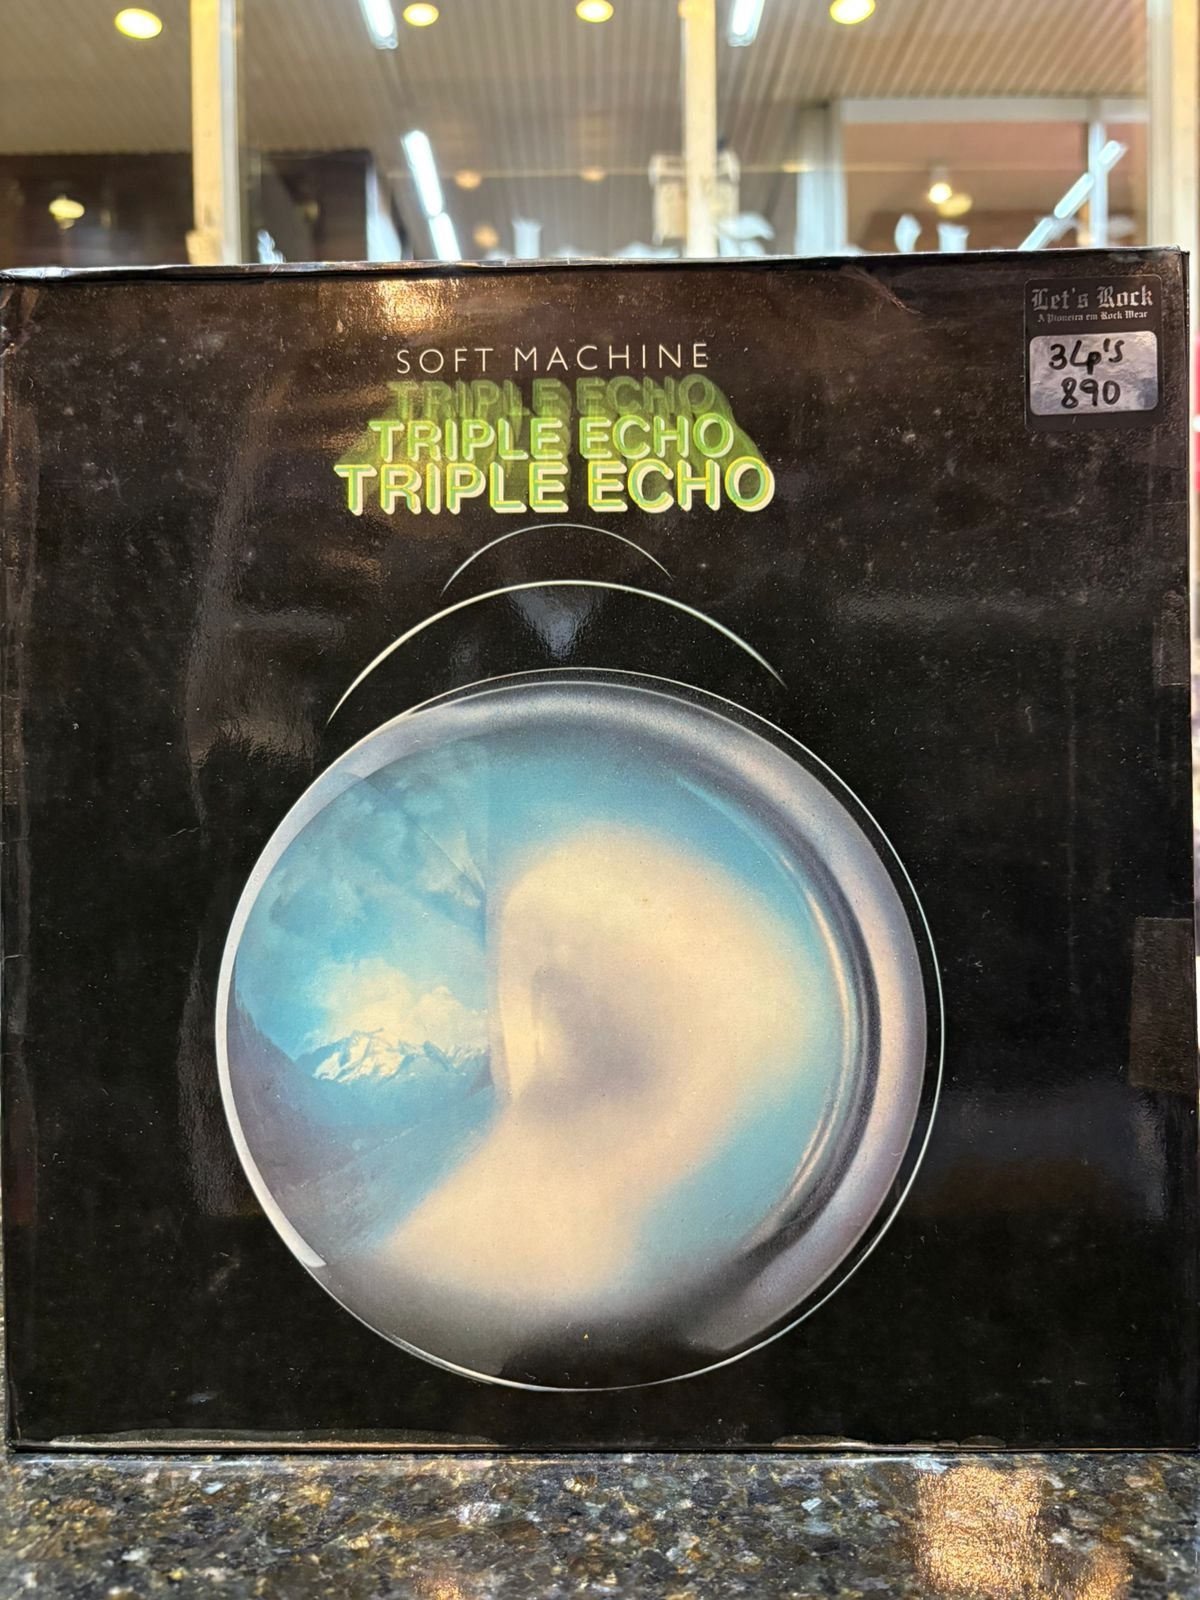 SOFT MACHINE
TRIPLE ECHO
TRIPLE ECHO
TRIPLE ECHO
Let's Rock
A Pioneira em Rock Wear
3Lp's
890